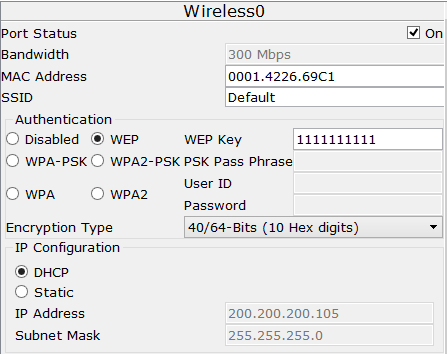 Wireless0
Port Status On
Bandwidth 300 Mbps
MAC Address 0001.4226.69C1
SSID Default
Authentication
Disabled WEP WEP Key 1111111111
WPA-PSK WPA2-PSK PSK Pass Phrase
User ID
WPA WPA2
Password
Encryption Type 40/64-Bits (10 Hex digits)
IP Configuration
DHCP
Static
IP Address 200.200.200.105
Subnet Mask 255.255.255.0